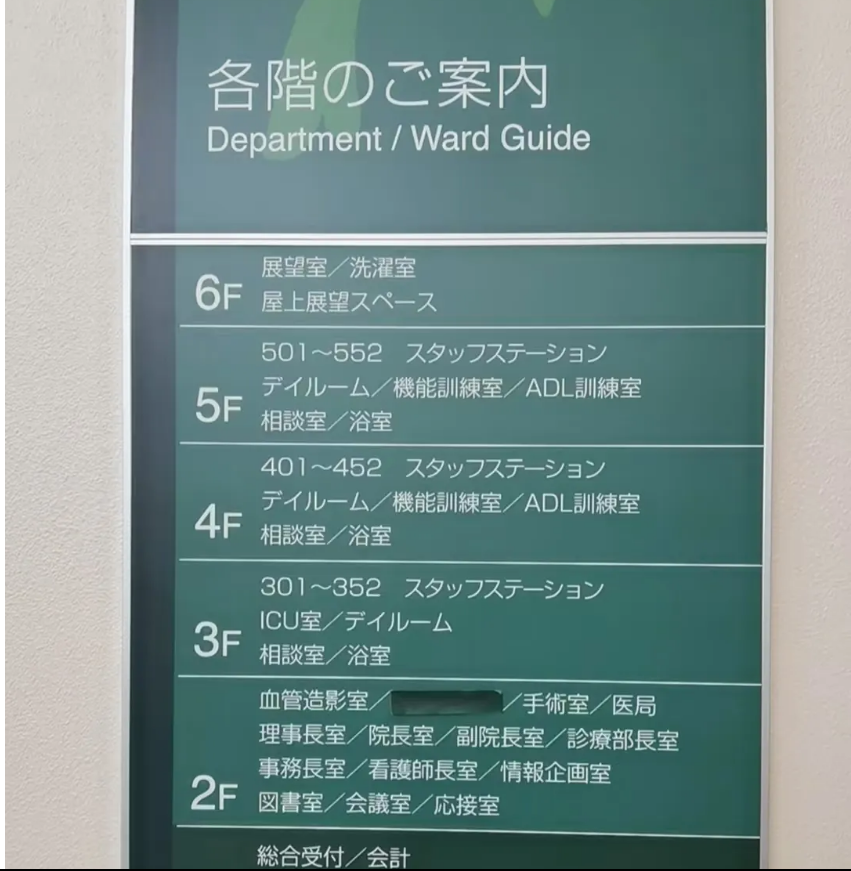 各階のご案内
Department / Ward Guide
6F
展望室／洗濯室
屋上展望スペース
5F
501～552　スタッフステーション
デイルーム／機能訓練室／ADL訓練室
相談室／浴室
4F
401～452　スタッフステーション
デイルーム／機能訓練室／ADL訓練室
相談室／浴室
3F
301～352　スタッフステーション
ICU室／デイルーム
相談室／浴室
2F
血管造影室／　／手術室／医局
理事長室／院長室／副院長室／診療部長室
事務長室／看護師長室／情報企画室
図書室／会議室／応接室
総合受付／会計